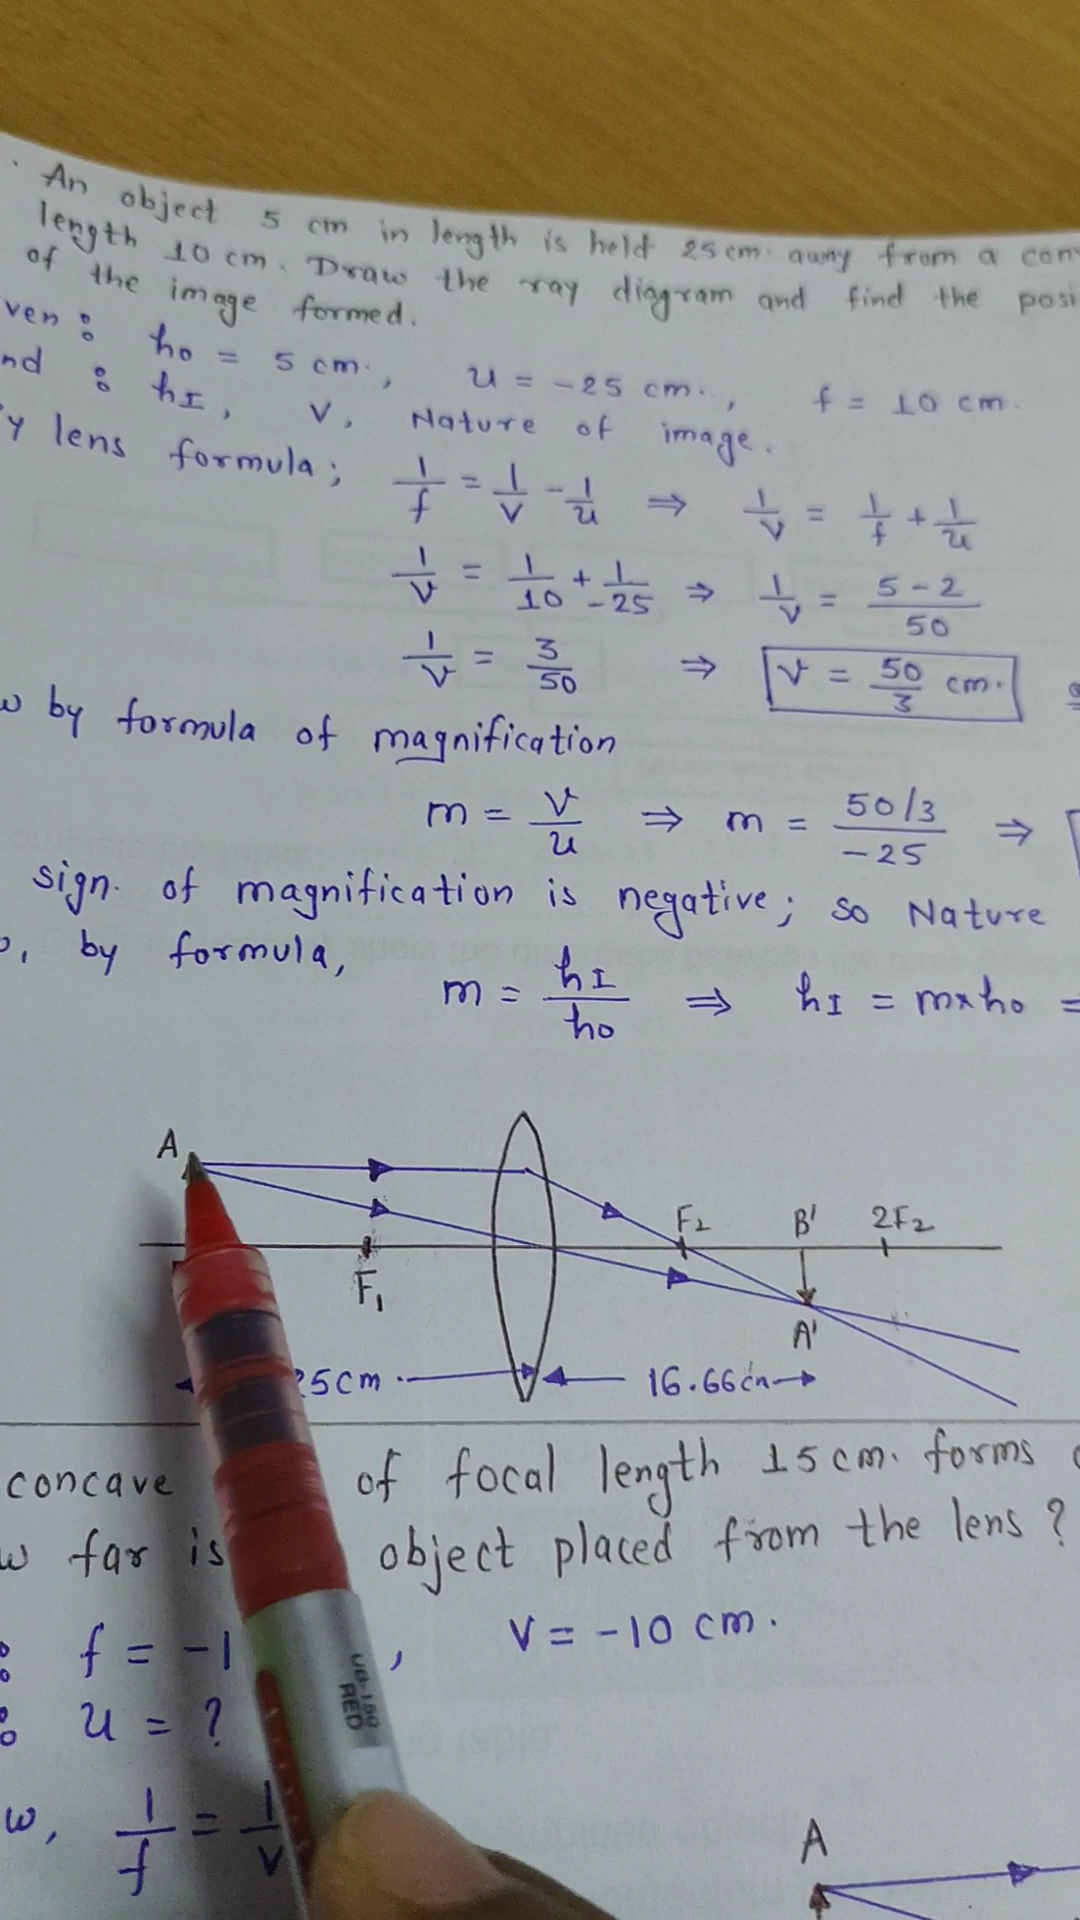 An object 5 cm in length is held 25 cm. away from a con
length 10 cm. Draw the ray diagram and find the posi
of the image formed.
ven : ho = 5 cm., u = -25 cm., f = 10 cm.
nd : hI, v, Nature of image.
y lens formula; 1/f = 1/v - 1/u ⇒ 1/v = 1/f + 1/u
1/v = 1/10 + 1/-25 ⇒ 1/v = 5-2/50
1/v = 3/50 ⇒ v = 50/3 cm.
w by formula of magnification
m = v/u ⇒ m = 50/3/-25 ⇒
sign. of magnification is negative; so Nature
, by formula,
m = hI/ho ⇒ hI = m×ho =
A
F1
F2 B' 2F2
A'
5cm. 16.66cm
concave of focal length 15 cm. forms
w far is object placed from the lens?
: f = -1 , v = -10 cm.
: u = ?
w, 1/f = 1/v
A
UB-150
RED